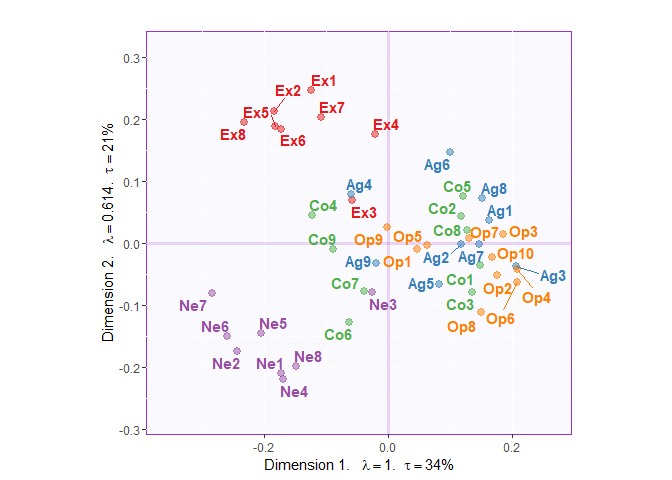 0.3
Ex1
Ex2
Ex5
Ex7
Ex8
Ex6
Ex4
0.2
Ag6
Ag4
Co5
Ag8
0.1
Ex3
Co4
Co2
Ag1
Co8
Op7
Op3
Co9
Op9
Op5
0.0
Ag9
Op1
Ag2
Ag7
Op10
Ag3
Co7
Ag5
Co1
Op2
Op4
Ne7
Ne3
Co3
Op6
-0.1
Ne6
Ne5
Co6
Op8
Ne2
Ne1
Ne8
-0.2
Ne4
-0.3
-0.2
0.0
0.2
Dimension 1. λ = 1. τ = 34%
Dimension 2. λ = 0.614. τ = 21%